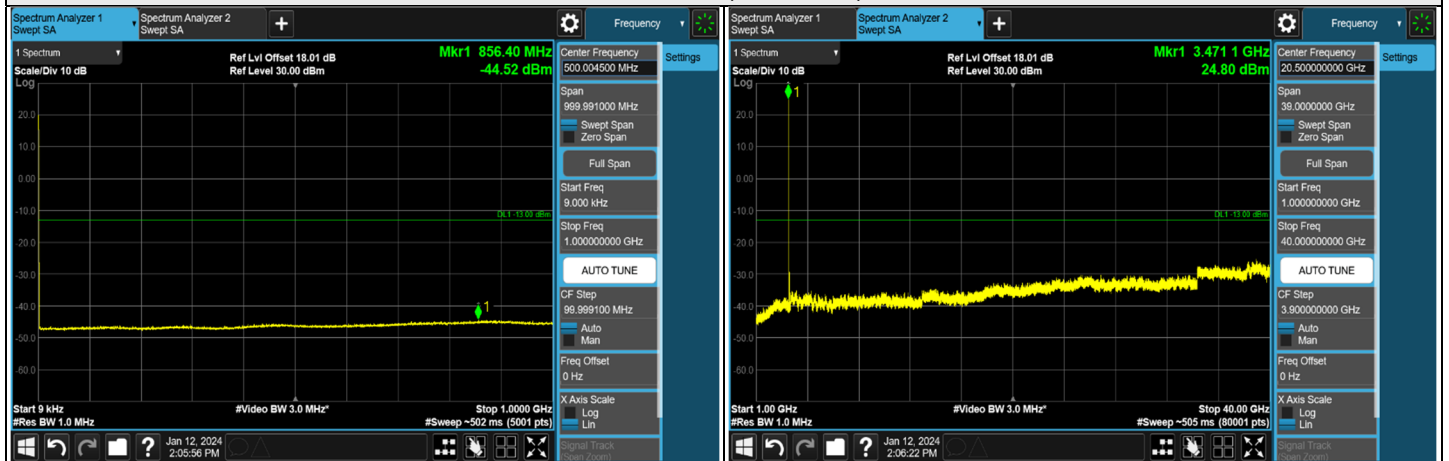 Spectrum Analyzer 1
Swept SA
Spectrum Analyzer 2
Swept SA
Frequency
1 Spectrum
Scale/Div 10 dB
Log
Ref Lvl Offset 18.01 dB
Ref Level 30.00 dBm
Mkr1 856.40 MHz
-44.52 dBm
1
20.0
10.0
0.00
-10.0
-20.0
-30.0
-40.0
-50.0
-60.0
DL1 -13.00 dBm
Start 9 kHz
#Res BW 1.0 MHz
#Video BW 3.0 MHz*
Stop 1.0000 GHz
#Sweep ~502 ms (5001 pts)
Center Frequency
500.004500 MHz
Settings
Span
999.991000 MHz
Swept Span
Zero Span
Full Span
Start Freq
9.000 kHz
Stop Freq
1.000000000 GHz
AUTO TUNE
CF Step
99.999100 MHz
Auto
Man
Freq Offset
0 Hz
X Axis Scale
Log
Lin
Signal Track
(Span Zoom)
?
Jan 12, 2024
2:05:56 PM
Spectrum Analyzer 1
Swept SA
Spectrum Analyzer 2
Swept SA
Frequency
1 Spectrum
Scale/Div 10 dB
Log
Ref Lvl Offset 18.01 dB
Ref Level 30.00 dBm
Mkr1 3.471 1 GHz
24.80 dBm
1
20.0
10.0
0.00
-10.0
-20.0
-30.0
-40.0
-50.0
-60.0
DL1 -13.00 dBm
Start 1.00 GHz
#Res BW 1.0 MHz
#Video BW 3.0 MHz*
Stop 40.00 GHz
#Sweep ~505 ms (80001 pts)
Center Frequency
20.500000000 GHz
Settings
Span
39.0000000 GHz
Swept Span
Zero Span
Full Span
Start Freq
1.000000000 GHz
Stop Freq
40.000000000 GHz
AUTO TUNE
CF Step
3.900000000 GHz
Auto
Man
Freq Offset
0 Hz
X Axis Scale
Log
Lin
Signal Track
(Span Zoom)
?
Jan 12, 2024
2:06:22 PM